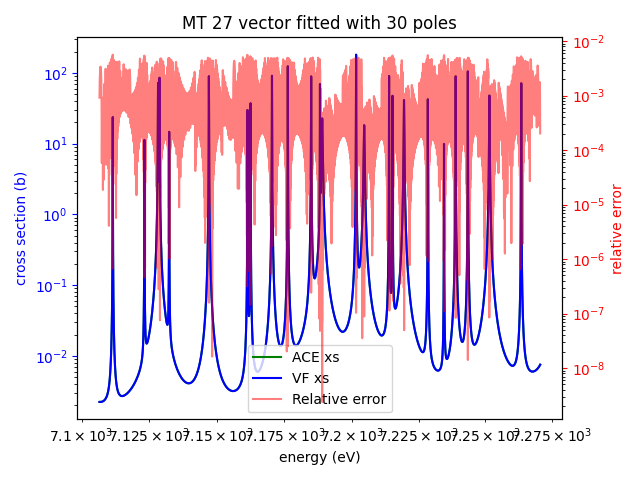 MT 27 vector fitted with 30 poles
cross section (b)
10²
10¹
10⁰
10⁻¹
10⁻²
10⁻²
10⁻³
10⁻⁴
10⁻⁵
10⁻⁶
10⁻⁷
10⁻⁸
relative error
ACE xs
VF xs
Relative error
7.1 × 10³ 7.125 × 10³ 7.15 × 10³ 7.175 × 10³ 7.2 × 10³ 7.225 × 10³ 7.25 × 10³ 7.275 × 10³
energy (eV)